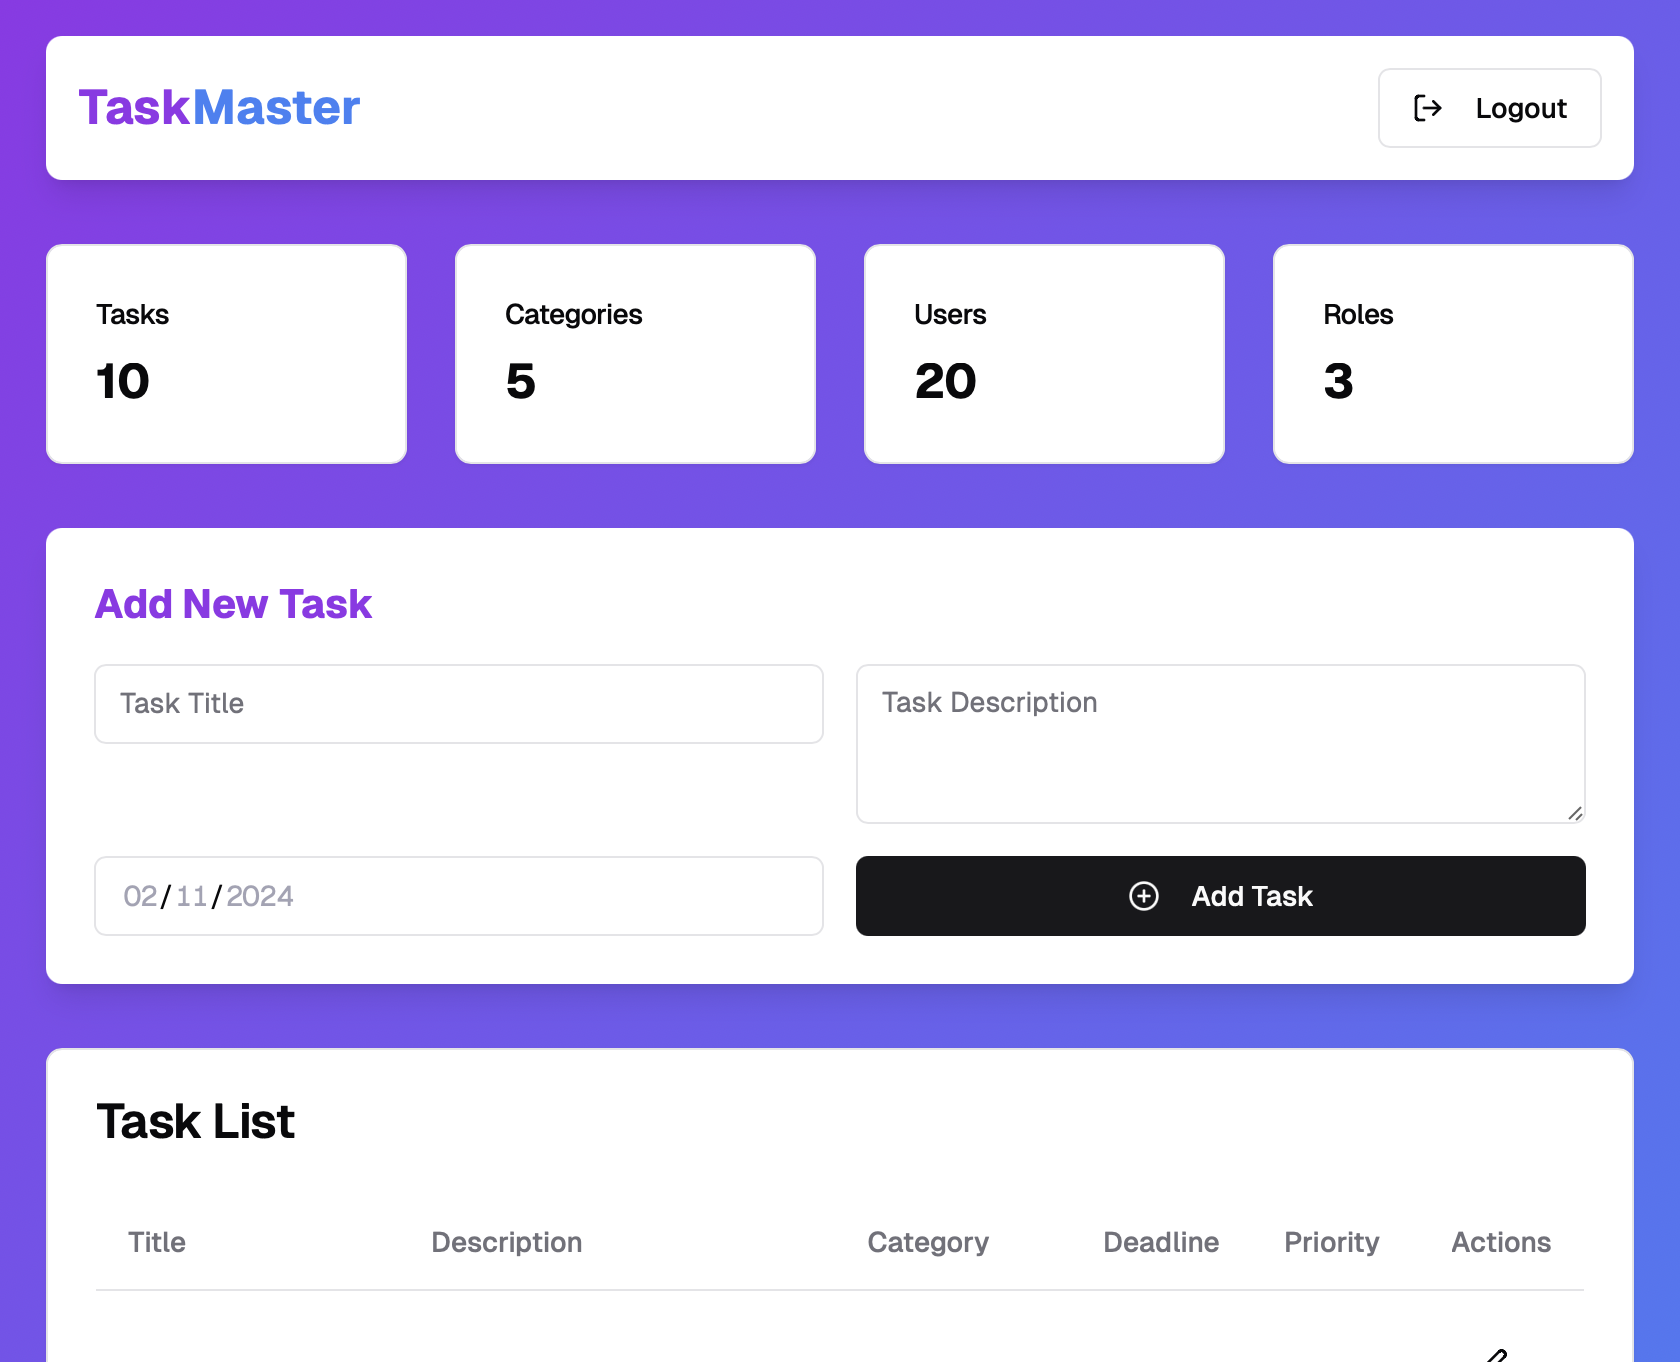 TaskMaster
Logout
Tasks
Categories
Users
Roles
10
5
20
3
Add New Task
Task Title
Task Description
02/11/2024
Add Task
Task List
Title Description Category Deadline Priority Actions